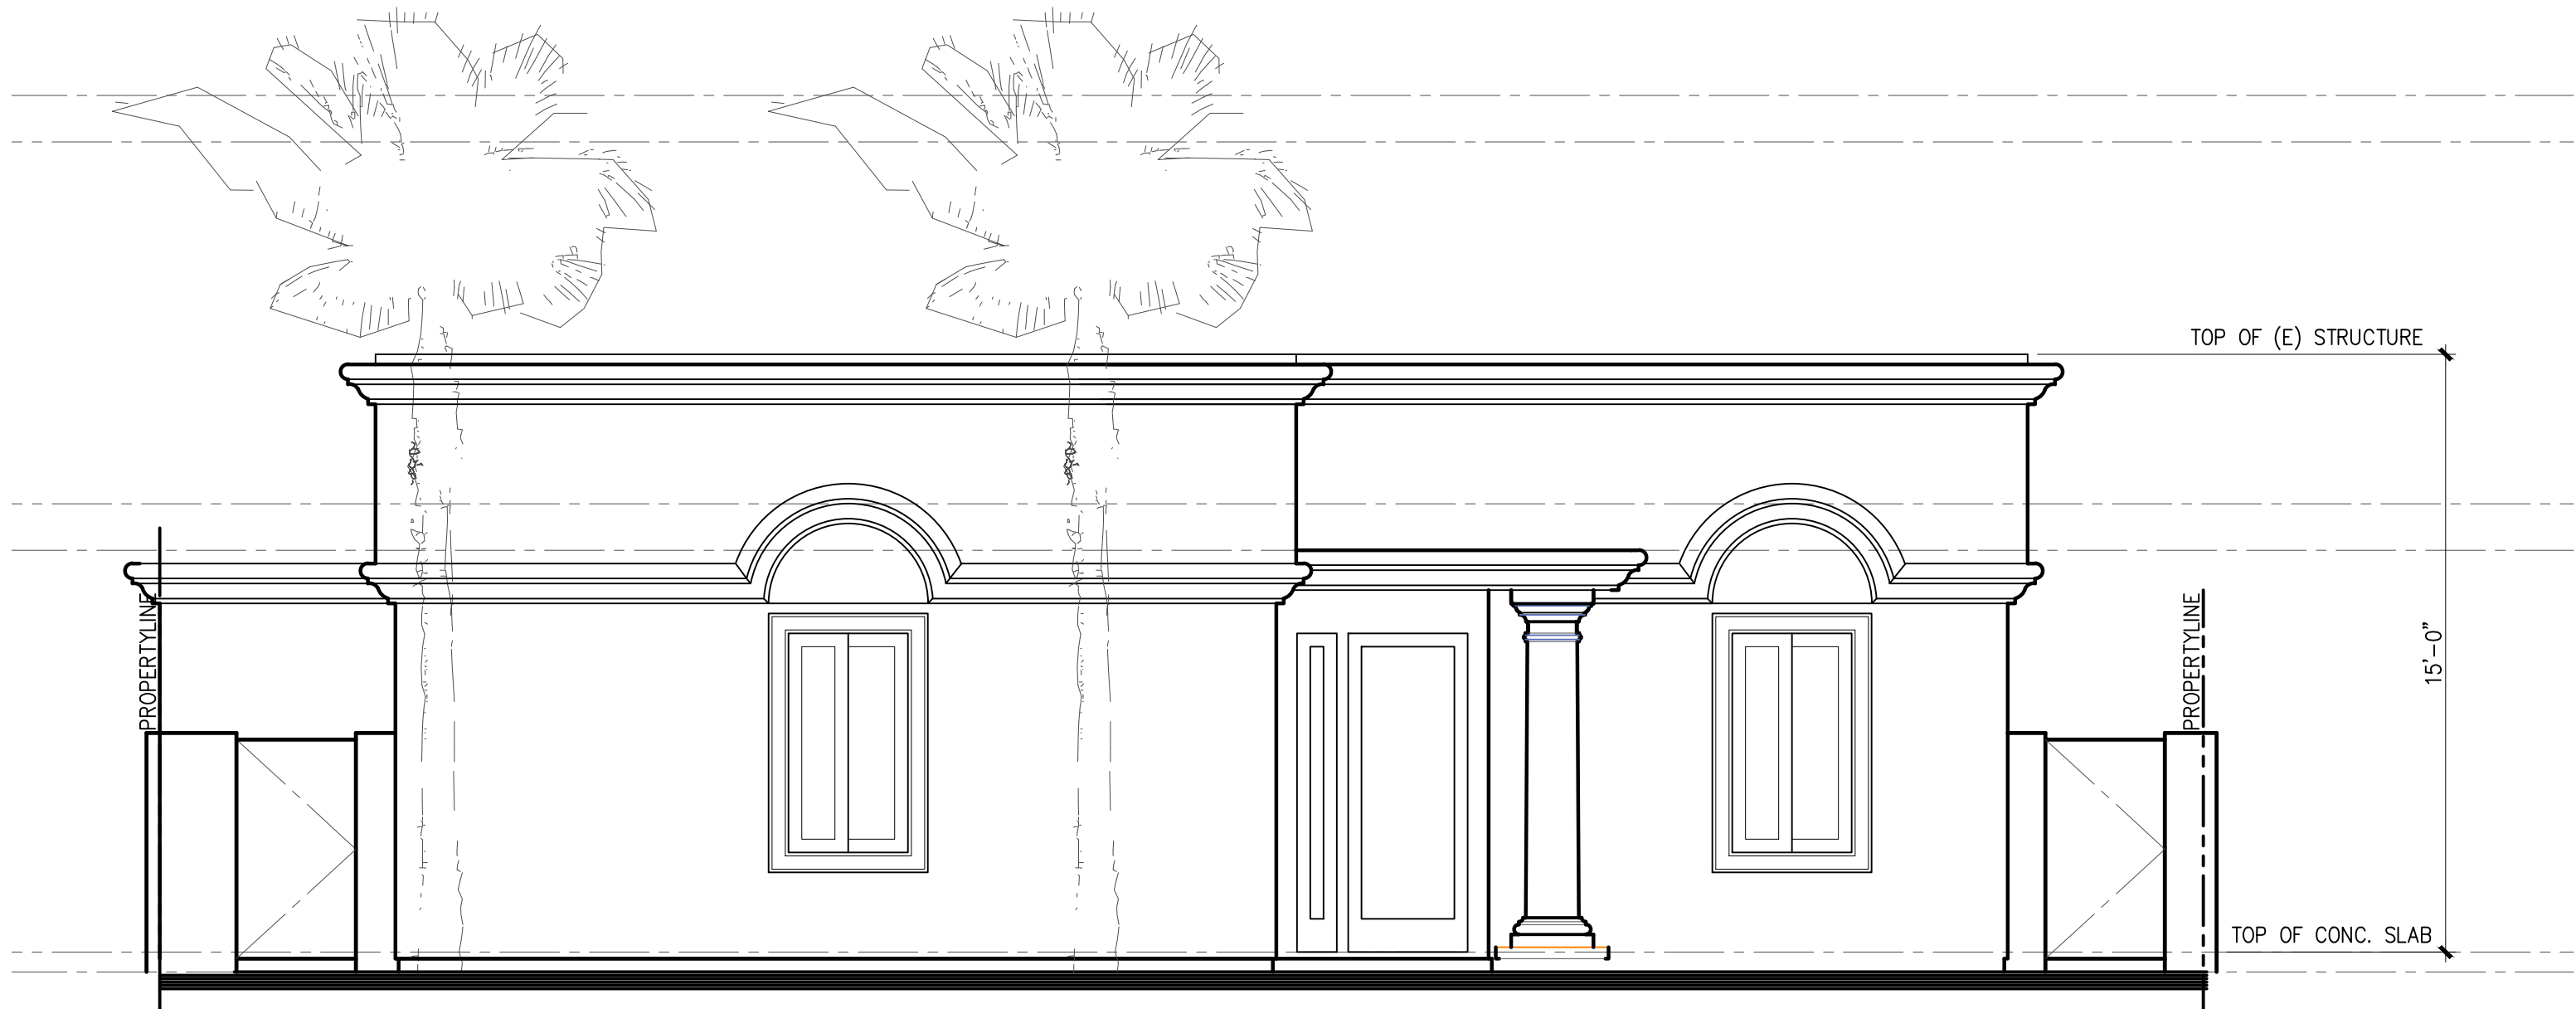 TOP OF (E) STRUCTURE
PROPERTYLINE
PROPERTYLINE
15'-0"
TOP OF CONC. SLAB